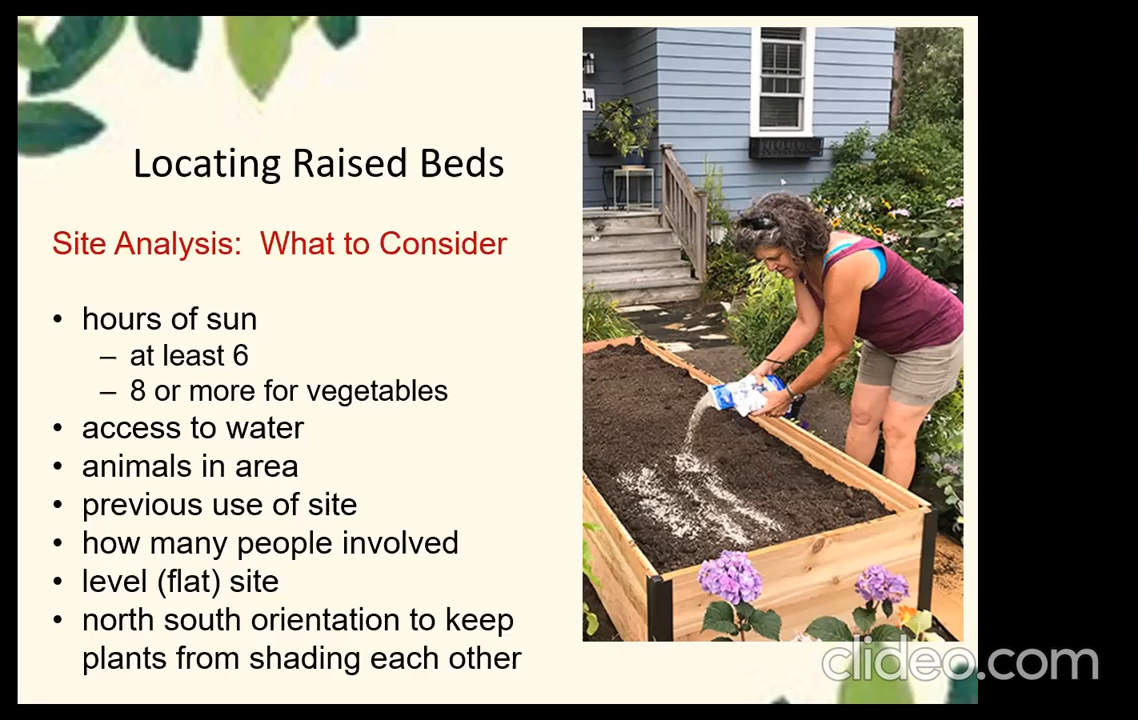 Locating Raised Beds
Site Analysis:  What to Consider
• hours of sun
– at least 6
– 8 or more for vegetables
• access to water
• animals in area
• previous use of site
• how many people involved
• level (flat) site
• north south orientation to keep
plants from shading each other
clideo.com